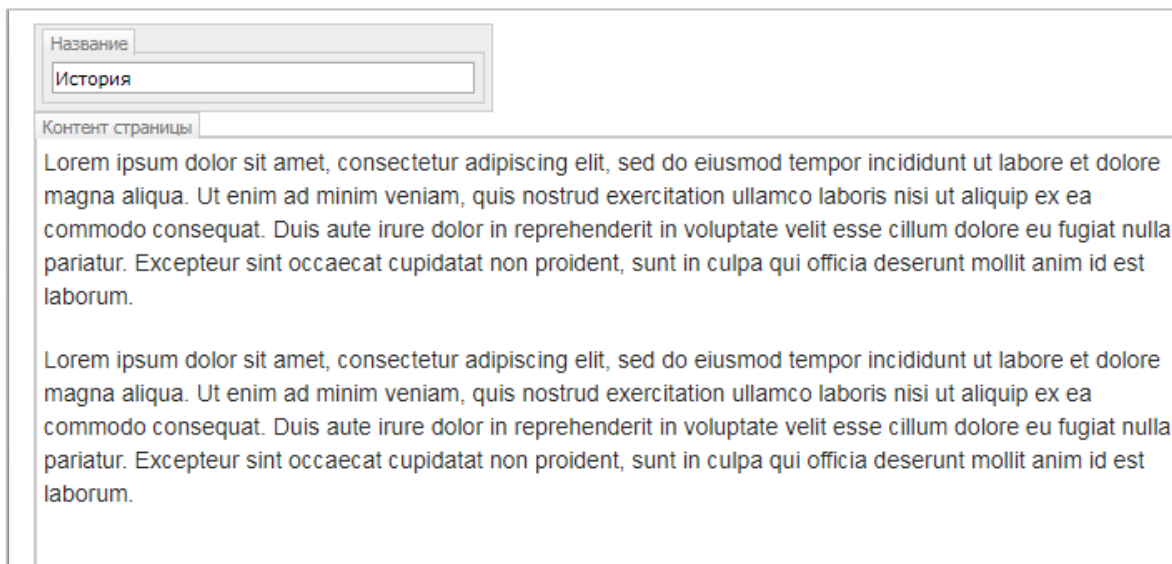 Название
История
Контент страницы
Lorem ipsum dolor sit amet, consectetur adipiscing elit, sed do eiusmod tempor incididunt ut labore et dolore
magna aliqua. Ut enim ad minim veniam, quis nostrud exercitation ullamco laboris nisi ut aliquip ex ea
commodo consequat. Duis aute irure dolor in reprehenderit in voluptate velit esse cillum dolore eu fugiat nulla
pariatur. Excepteur sint occaecat cupidatat non proident, sunt in culpa qui officia deserunt mollit anim id est
laborum.
Lorem ipsum dolor sit amet, consectetur adipiscing elit, sed do eiusmod tempor incididunt ut labore et dolore
magna aliqua. Ut enim ad minim veniam, quis nostrud exercitation ullamco laboris nisi ut aliquip ex ea
commodo consequat. Duis aute irure dolor in reprehenderit in voluptate velit esse cillum dolore eu fugiat nulla
pariatur. Excepteur sint occaecat cupidatat non proident, sunt in culpa qui officia deserunt mollit anim id est
laborum.